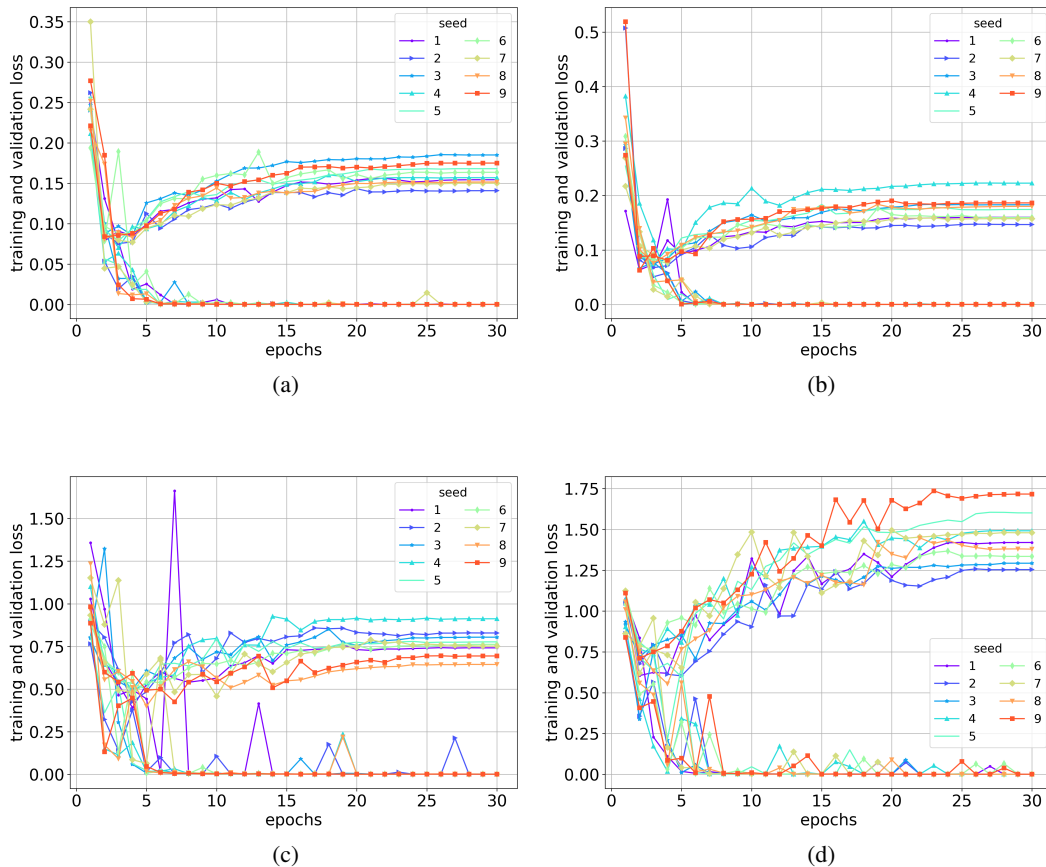 training and validation loss
0.35
0.30
0.25
0.20
0.15
0.10
0.05
0.00
seed
1 6
2 7
3 8
4 9
5
0 5 10 15 20 25 30
epochs
(a)
training and validation loss
0.5
0.4
0.3
0.2
0.1
0.0
seed
1 6
2 7
3 8
4 9
5
0 5 10 15 20 25 30
epochs
(b)
training and validation loss
1.50
1.25
1.00
0.75
0.50
0.25
0.00
seed
1 6
2 7
3 8
4 9
5
0 5 10 15 20 25 30
epochs
(c)
training and validation loss
1.75
1.50
1.25
1.00
0.75
0.50
0.25
0.00
seed
1 6
2 7
3 8
4 9
5
0 5 10 15 20 25 30
epochs
(d)